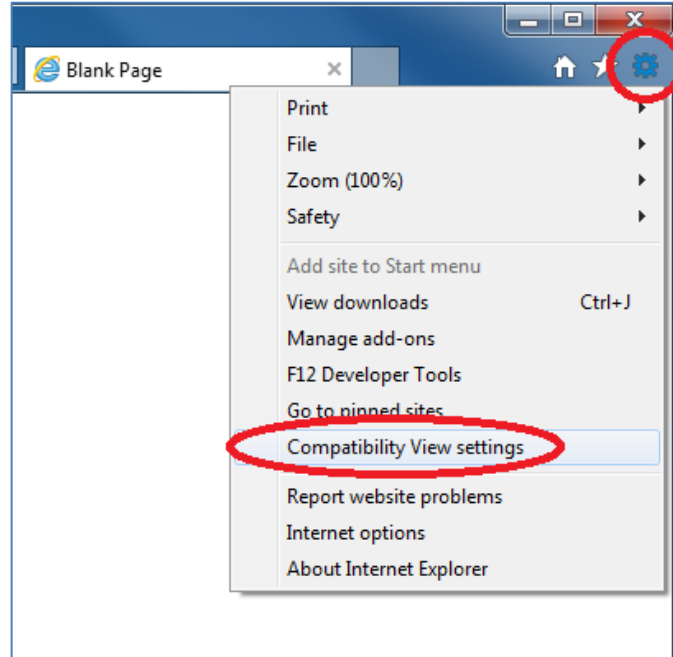 Blank Page
Print
File
Zoom (100%)
Safety
Add site to Start menu
View downloads Ctrl+J
Manage add-ons
F12 Developer Tools
Go to pinned sites
Compatibility View settings
Report website problems
Internet options
About Internet Explorer